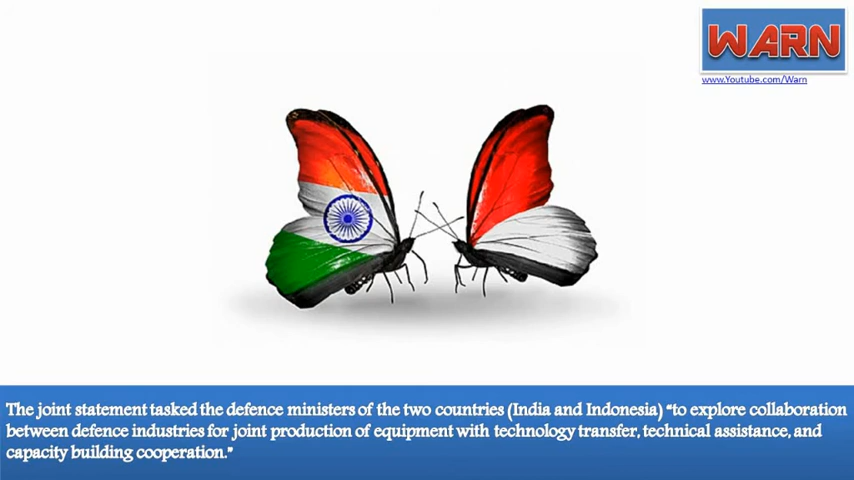 WARN
www.Youtube.com/Warn
The joint statement tasked the defence ministers of the two countries (India and Indonesia) “to explore collaboration
between defence industries for joint production of equipment with technology transfer, technical assistance, and
capacity building cooperation.”